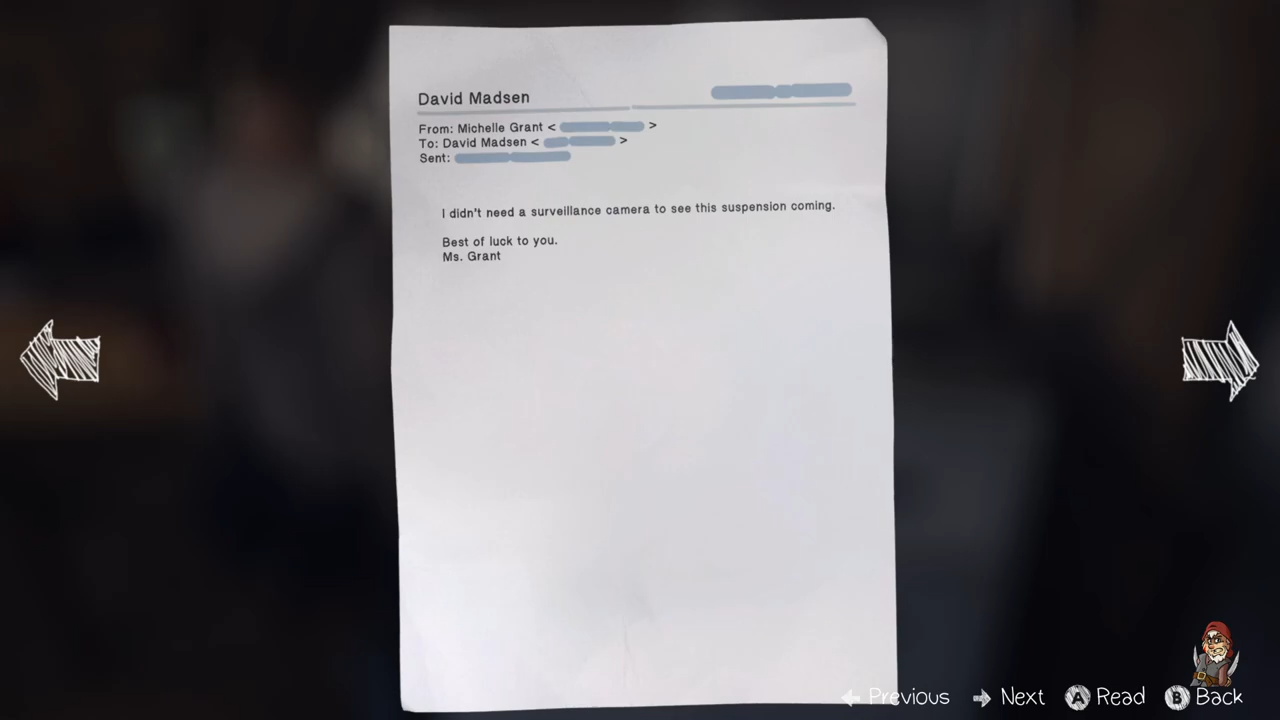 David Madsen
From: Michelle Grant < >
To: David Madsen < >
Sent:
I didn't need a surveillance camera to see this suspension coming.
Best of luck to you.
Ms. Grant
Previous Next A Read B Back